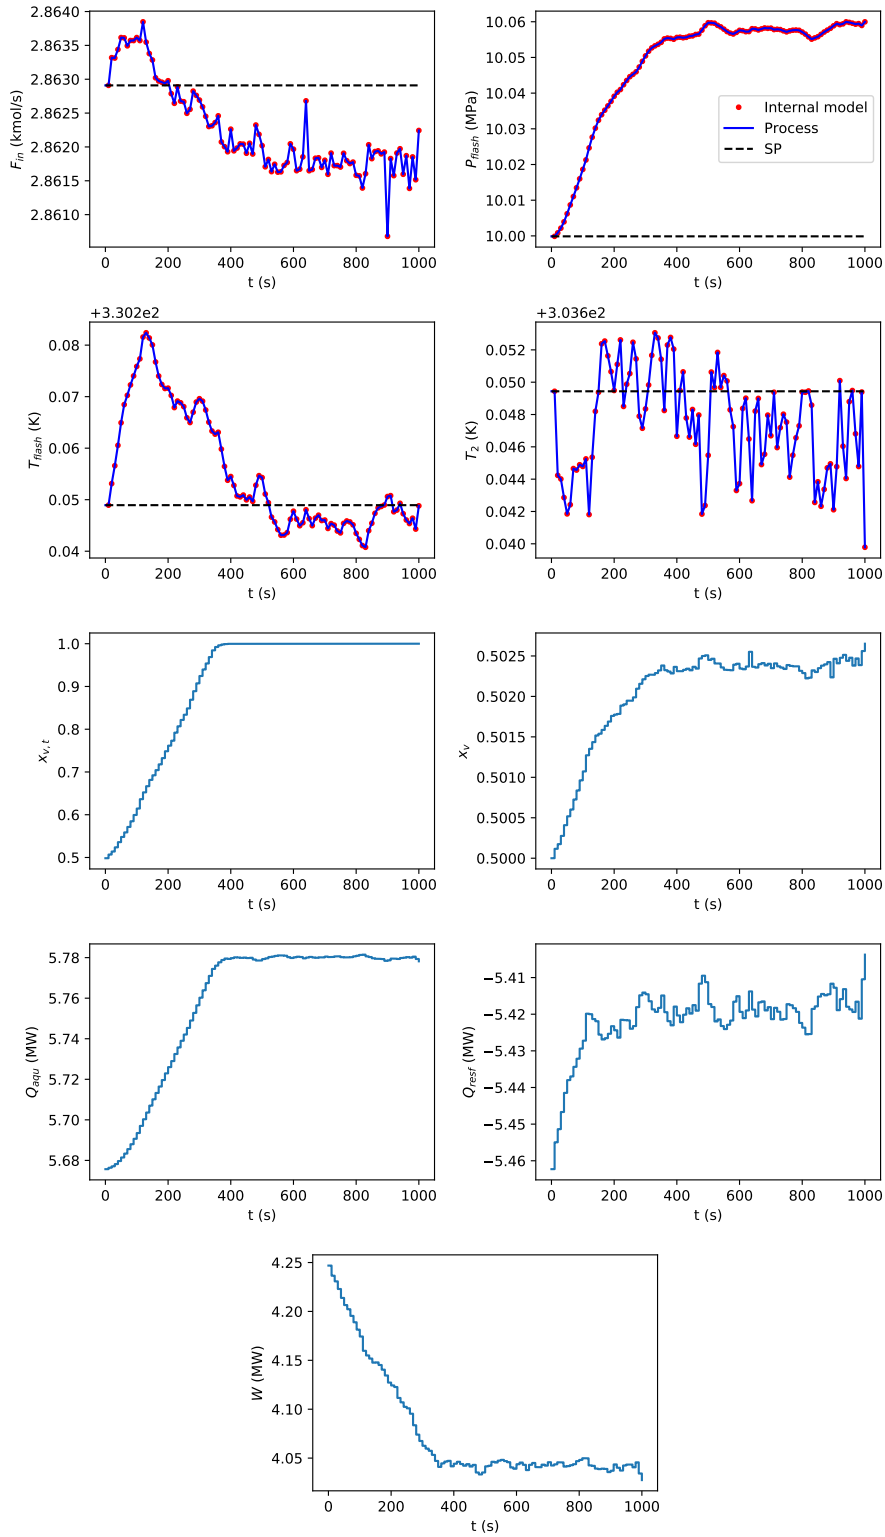 2.8640
2.8635
2.8630
2.8625
2.8620
2.8615
2.8610
F_in (kmol/s)
0 200 400 600 800 1000
t (s)
10.06
10.05
10.04
10.03
10.02
10.01
10.00
P_flash (MPa)
Internal model
Process
SP
0 200 400 600 800 1000
t (s)
+3.302e2
0.08
0.07
0.06
0.05
0.04
T_flash (K)
0 200 400 600 800 1000
t (s)
+3.036e2
0.052
0.050
0.048
0.046
0.044
0.042
0.040
T_2 (K)
0 200 400 600 800 1000
t (s)
1.0
0.9
0.8
0.7
0.6
0.5
x_v,t
0 200 400 600 800 1000
t (s)
0.5025
0.5020
0.5015
0.5010
0.5005
0.5000
x_v
0 200 400 600 800 1000
t (s)
5.78
5.76
5.74
5.72
5.70
5.68
Q_aqu (MW)
0 200 400 600 800 1000
t (s)
−5.41
−5.42
−5.43
−5.44
−5.45
−5.46
Q_resf (MW)
0 200 400 600 800 1000
t (s)
4.25
4.20
4.15
4.10
4.05
W (MW)
0 200 400 600 800 1000
t (s)